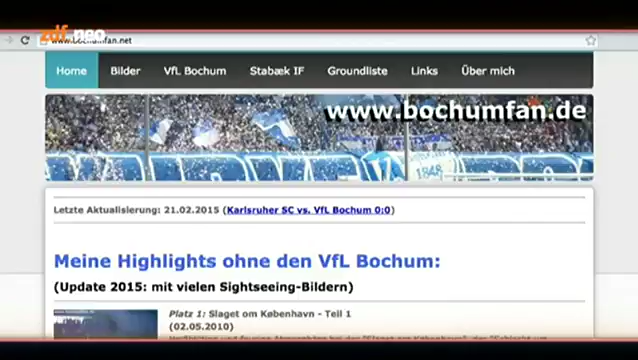 zdf.neo
www.bochumfan.net
Home Bilder VfL Bochum Stabæk IF Groundliste Links Über mich
www.bochumfan.de
1848
Letzte Aktualisierung: 21.02.2015 (Karlsruher SC vs. VfL Bochum 0:0)
Meine Highlights ohne den VfL Bochum:
(Update 2015: mit vielen Sightseeing-Bildern)
Platz 1: Slaget om København - Teil 1
(02.05.2010)